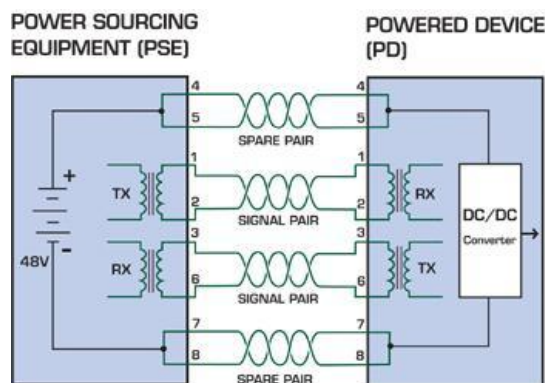 POWER SOURCING
EQUIPMENT (PSE)
POWERED DEVICE
(PD)
4
4
5
5
SPARE PAIR
1
1
TX
RX
2
2
SIGNAL PAIR
+
-
48V
DC/DC
Converter
3
3
RX
TX
6
6
SIGNAL PAIR
7
7
8
8
SPARE PAIR